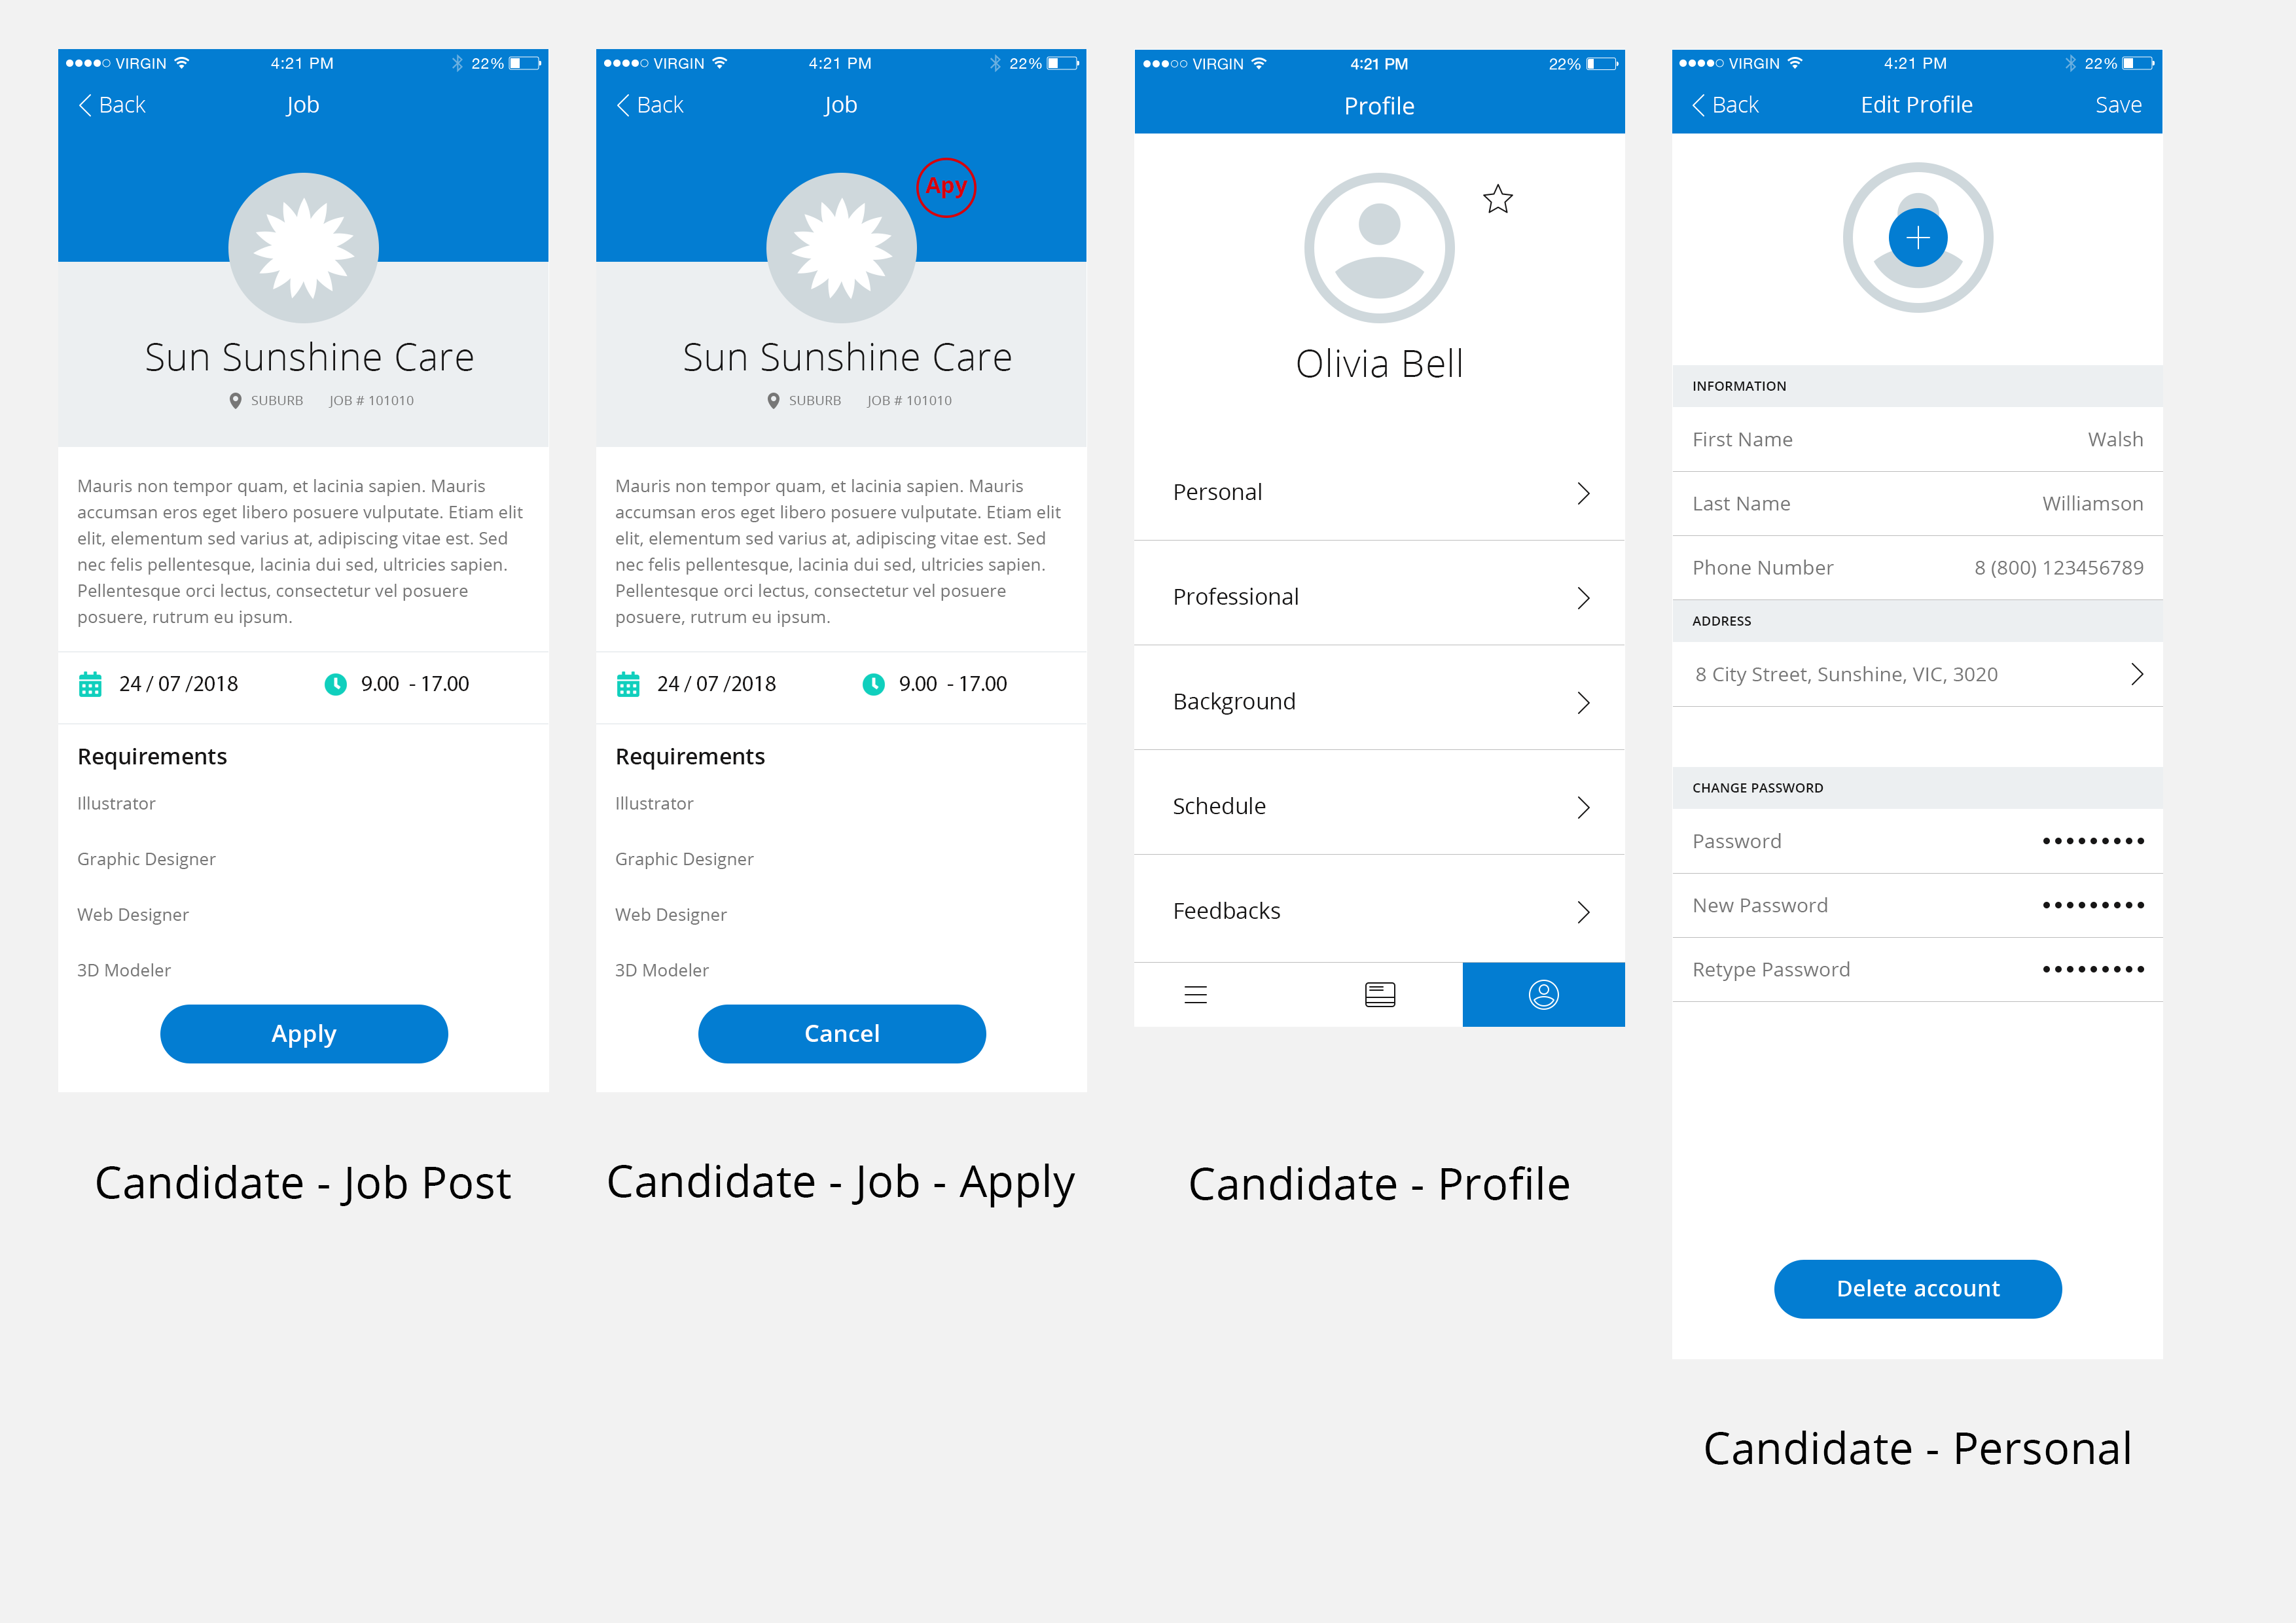 VIRGIN 4:21 PM 22%
Back Job
Sun Sunshine Care
SUBURB JOB # 101010
Mauris non tempor quam, et lacinia sapien. Mauris
accumsan eros eget libero posuere vulputate. Etiam elit
elit, elementum sed varius at, adipiscing vitae est. Sed
nec felis pellentesque, lacinia dui sed, ultricies sapien.
Pellentesque orci lectus, consectetur vel posuere
posuere, rutrum eu ipsum.
24 / 07 /2018 9.00 - 17.00
Requirements
Illustrator
Graphic Designer
Web Designer
3D Modeler
Apply
Candidate - Job Post
VIRGIN 4:21 PM 22%
Back Job
Apy
Sun Sunshine Care
SUBURB JOB # 101010
Mauris non tempor quam, et lacinia sapien. Mauris
accumsan eros eget libero posuere vulputate. Etiam elit
elit, elementum sed varius at, adipiscing vitae est. Sed
nec felis pellentesque, lacinia dui sed, ultricies sapien.
Pellentesque orci lectus, consectetur vel posuere
posuere, rutrum eu ipsum.
24 / 07 /2018 9.00 - 17.00
Requirements
Illustrator
Graphic Designer
Web Designer
3D Modeler
Cancel
Candidate - Job - Apply
VIRGIN 4:21 PM 22%
Profile
Olivia Bell
Personal
Professional
Background
Schedule
Feedbacks
Candidate - Profile
VIRGIN 4:21 PM 22%
Back Edit Profile Save
INFORMATION
First Name Walsh
Last Name Williamson
Phone Number 8 (800) 123456789
ADDRESS
8 City Street, Sunshine, VIC, 3020
CHANGE PASSWORD
Password •••••••••
New Password •••••••••
Retype Password •••••••••
Delete account
Candidate - Personal